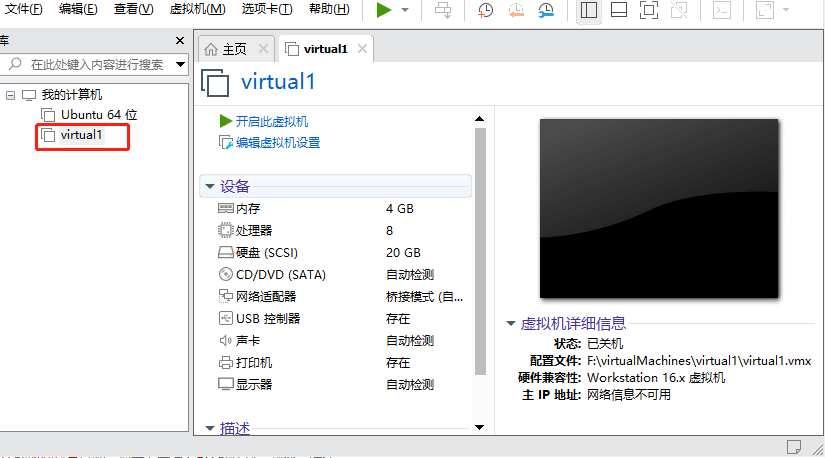 文件(F) 编辑(E) 查看(V) 虚拟机(M) 选项卡(T) 帮助(H)
库
在此处键入内容进行搜索
我的计算机
Ubuntu 64 位
virtual1
主页 virtual1
virtual1
开启此虚拟机
编辑虚拟机设置
设备
内存 4 GB
处理器 8
硬盘 (SCSI) 20 GB
CD/DVD (SATA) 自动检测
网络适配器 桥接模式 (自...
USB 控制器 存在
声卡 自动检测
打印机 存在
显示器 自动检测
描述
虚拟机详细信息
状态: 已关机
配置文件: F:\virtualMachines\virtual1\virtual1.vmx
硬件兼容性: Workstation 16.x 虚拟机
主 IP 地址: 网络信息不可用